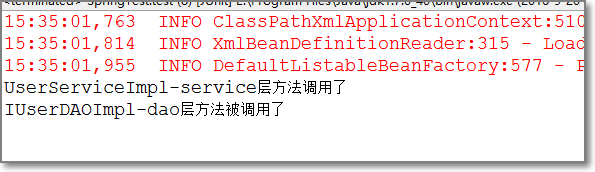 <terminated> SpringTest.test (6) [JUnit] E:\Program Files\Java\jdk1.7.0_40\bin\javaw.exe (2016-9-20
15:35:01,763  INFO ClassPathXmlApplicationContext:510
15:35:01,814  INFO XmlBeanDefinitionReader:315 - Load
15:35:01,955  INFO DefaultListableBeanFactory:577 - P
UserServiceImpl-service层方法调用了
IUserDAOImpl-dao层方法被调用了